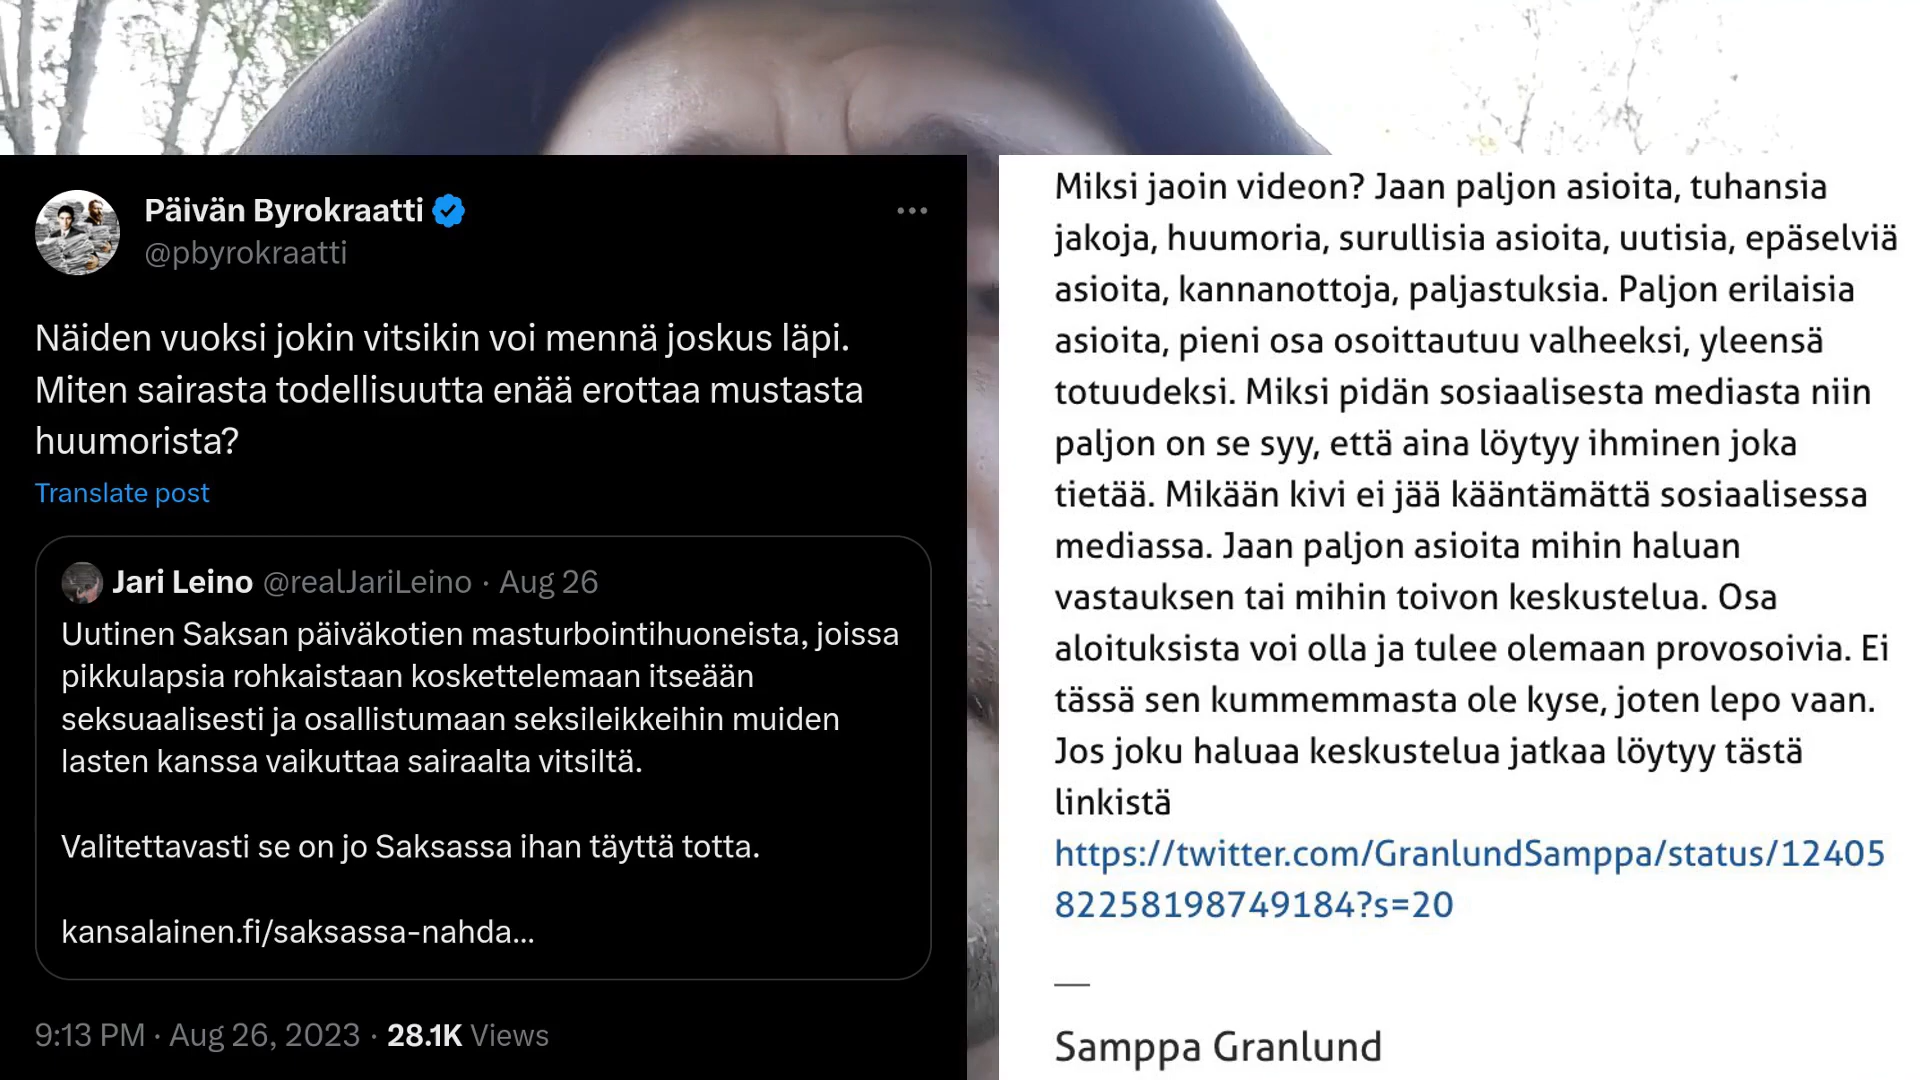 Päivän Byrokraatti
@pbyrokraatti
Näiden vuoksi jokin vitsikin voi mennä joskus läpi.
Miten sairasta todellisuutta enää erottaa mustasta
huumorista?
Translate post
Jari Leino @realJariLeino · Aug 26
Uutinen Saksan päiväkotien masturbointihuoneista, joissa
pikkulapsia rohkaistaan koskettelemaan itseään
seksuaalisesti ja osallistumaan seksileikkeihin muiden
lasten kanssa vaikuttaa sairaalta vitsiltä.
Valitettavasti se on jo Saksassa ihan täyttä totta.
kansalainen.fi/saksassa-nahda...
9:13 PM · Aug 26, 2023 · 28.1K Views
Miksi jaoin videon? Jaan paljon asioita, tuhansia
jakoja, huumoria, surullisia asioita, uutisia, epäselviä
asioita, kannanottoja, paljastuksia. Paljon erilaisia
asioita, pieni osa osoittautuu valheeksi, yleensä
totuudeksi. Miksi pidän sosiaalisesta mediasta niin
paljon on se syy, että aina löytyy ihminen joka
tietää. Mikään kivi ei jää kääntämättä sosiaalisessa
mediassa. Jaan paljon asioita mihin haluan
vastauksen tai mihin toivon keskustelua. Osa
aloituksista voi olla ja tulee olemaan provosoivia. Ei
tässä sen kummemmasta ole kyse, joten lepo vaan.
Jos joku haluaa keskustelua jatkaa löytyy tästä
linkistä
https://twitter.com/GranlundSamppa/status/12405
82258198749184?s=20
—
Samppa Granlund